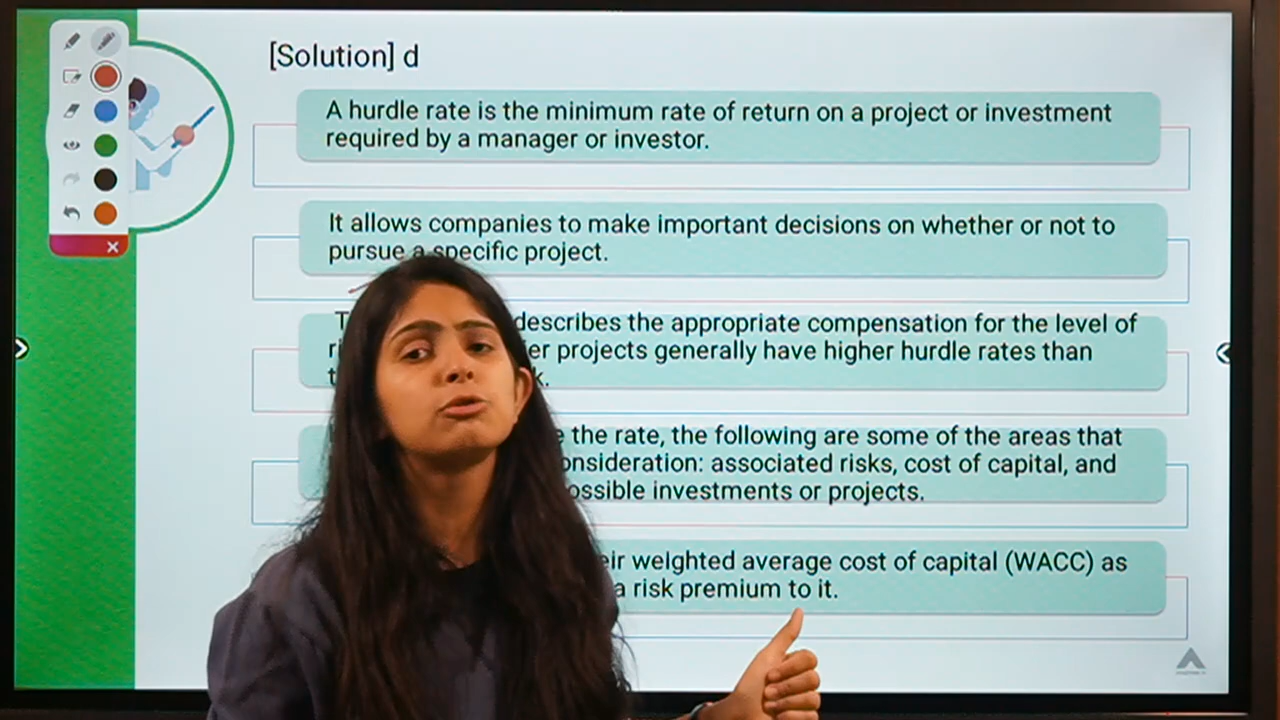 [Solution] d
A hurdle rate is the minimum rate of return on a project or investment
required by a manager or investor.
It allows companies to make important decisions on whether or not to
pursue a specific project.
describes the appropriate compensation for the level of
projects generally have higher hurdle rates than
the rate, the following are some of the areas that
associated risks, cost of capital, and
investments or projects.
weighted average cost of capital (WACC) as
a risk premium to it.